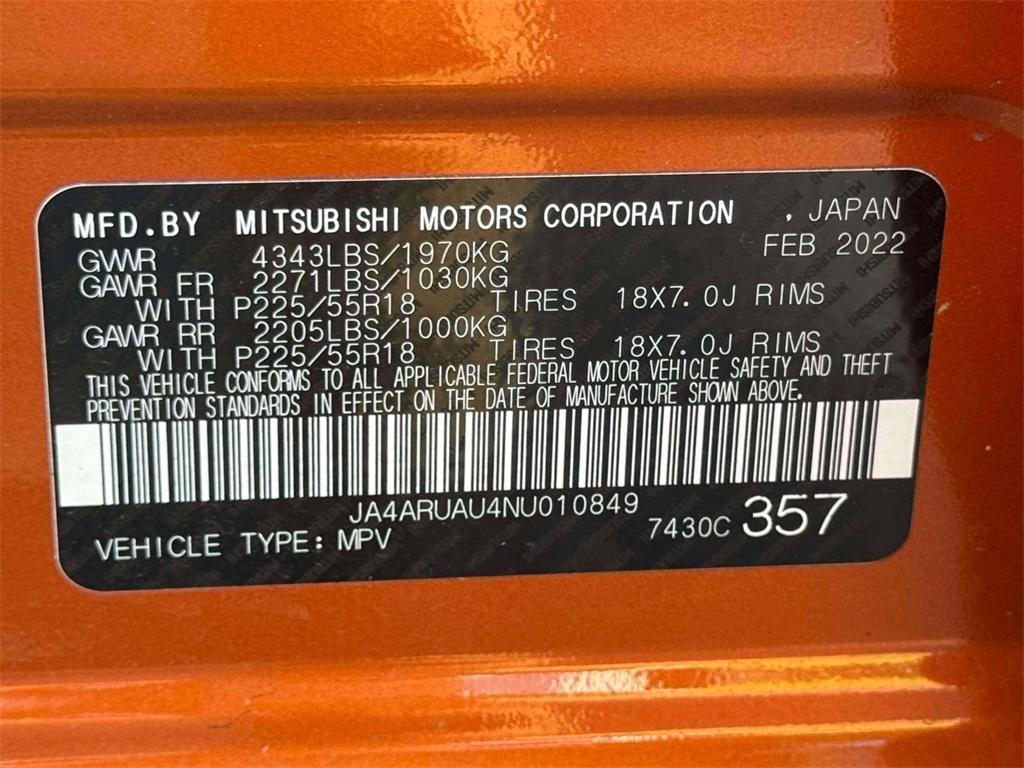 MFD.BY MITSUBISHI MOTORS CORPORATION , JAPAN
FEB 2022
GVWR 4343LBS/1970KG
GAWR FR 2271LBS/1030KG
WITH P225/55R18 TIRES 18X7.0J RIMS
GAWR RR 2205LBS/1000KG
WITH P225/55R18 TIRES 18X7.0J RIMS
THIS VEHICLE CONFORMS TO ALL APPLICABLE FEDERAL MOTOR VEHICLE SAFETY AND THEFT
PREVENTION STANDARDS IN EFFECT ON THE DATE OF MANUFACTURE SHOWN ABOVE.
JA4ARUAU4NU010849
VEHICLE TYPE: MPV 7430C 357